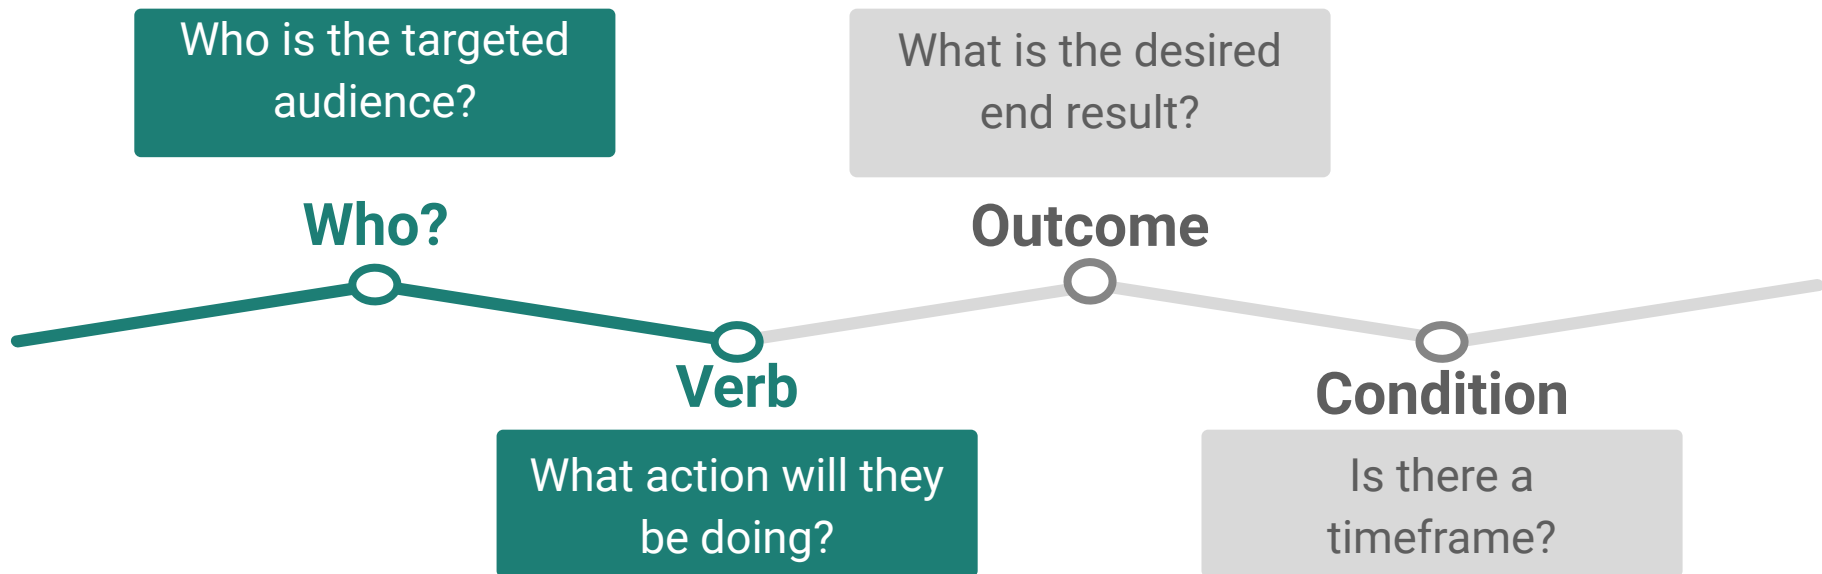 Who is the targeted
audience?
Who?
Verb
What action will they
be doing?
What is the desired
end result?
Outcome
Condition
Is there a
timeframe?